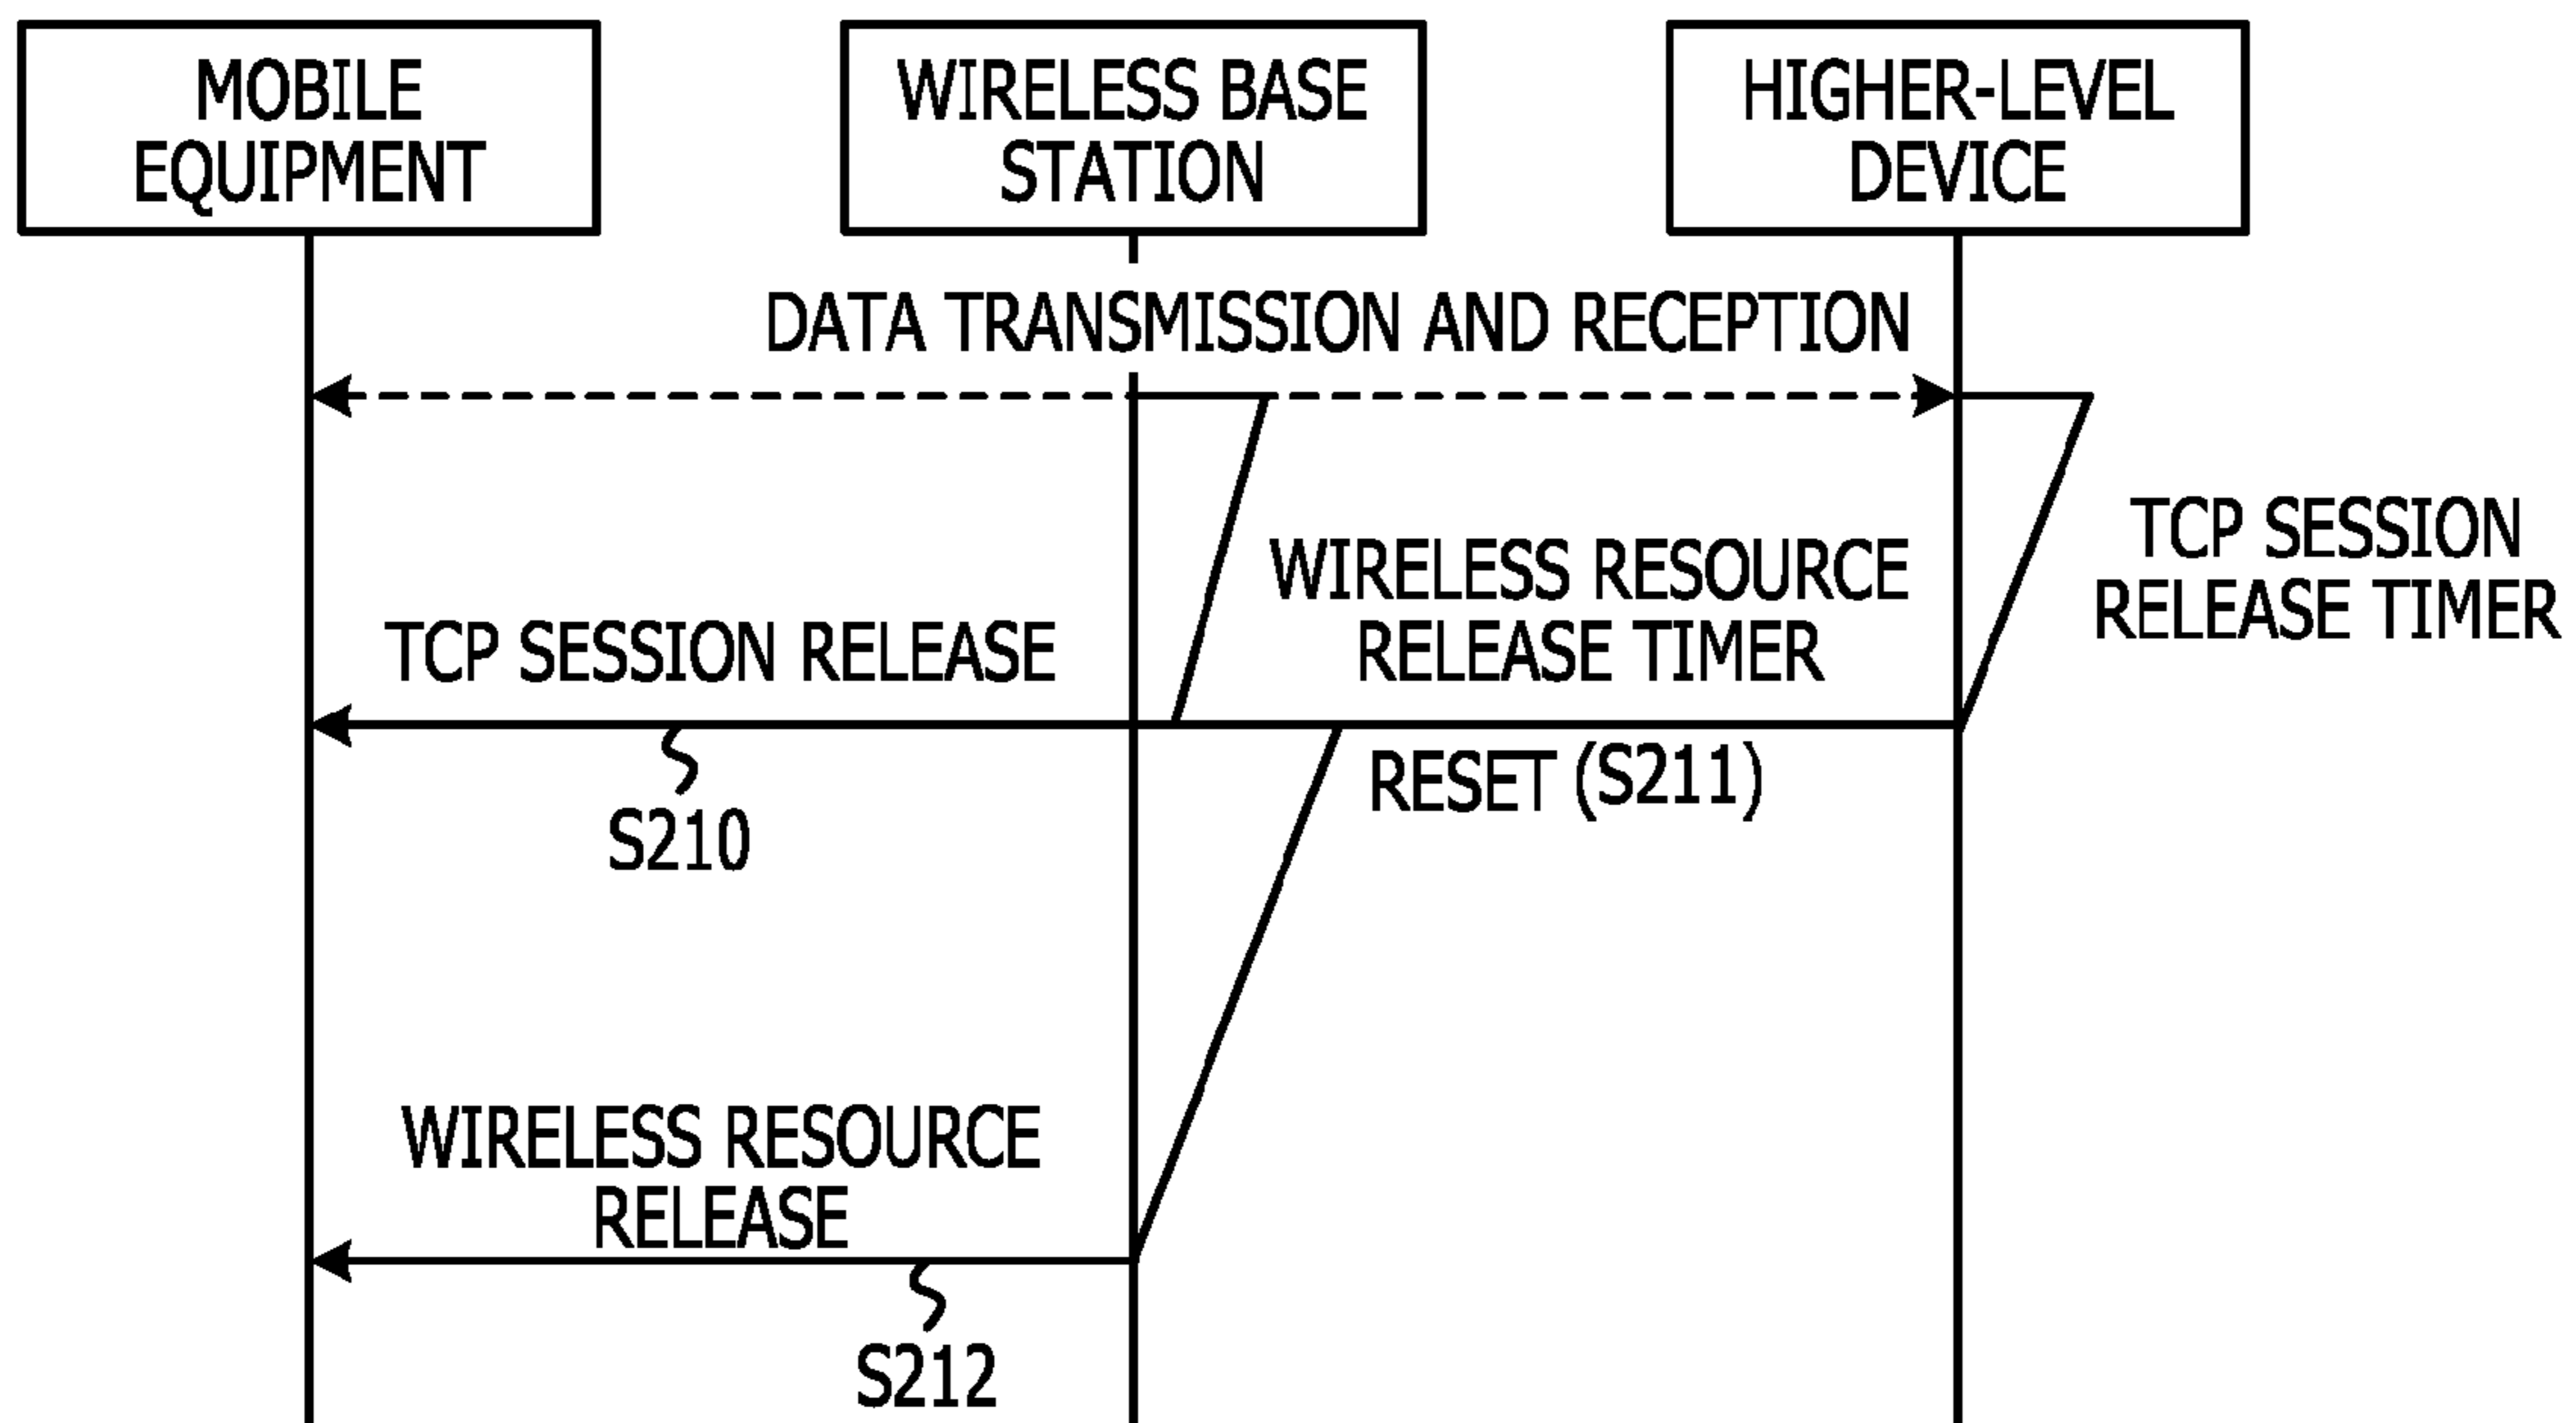 MOBILE
EQUIPMENT
WIRELESS BASE
STATION
HIGHER-LEVEL
DEVICE
DATA TRANSMISSION AND RECEPTION
TCP SESSION
RELEASE TIMER
WIRELESS RESOURCE
RELEASE TIMER
TCP SESSION RELEASE
S210
RESET (S211)
WIRELESS RESOURCE
RELEASE
S212